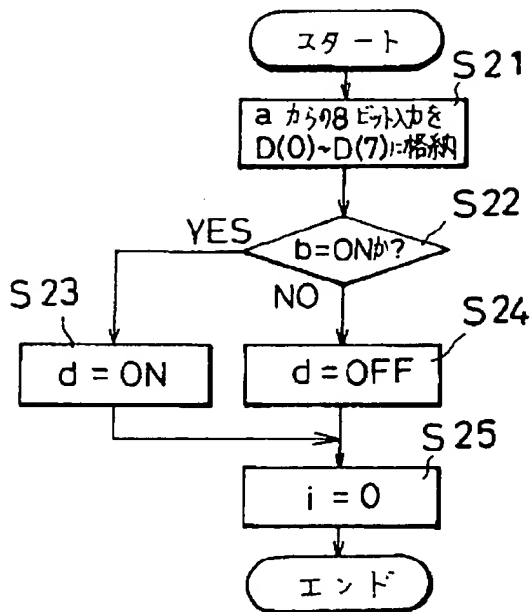 スタート
S21
a からの8ビット入力を
D(0)~D(7)に格納
S22
b=ONか?
YES
NO
S23
d=ON
S24
d=OFF
S25
i=0
エンド